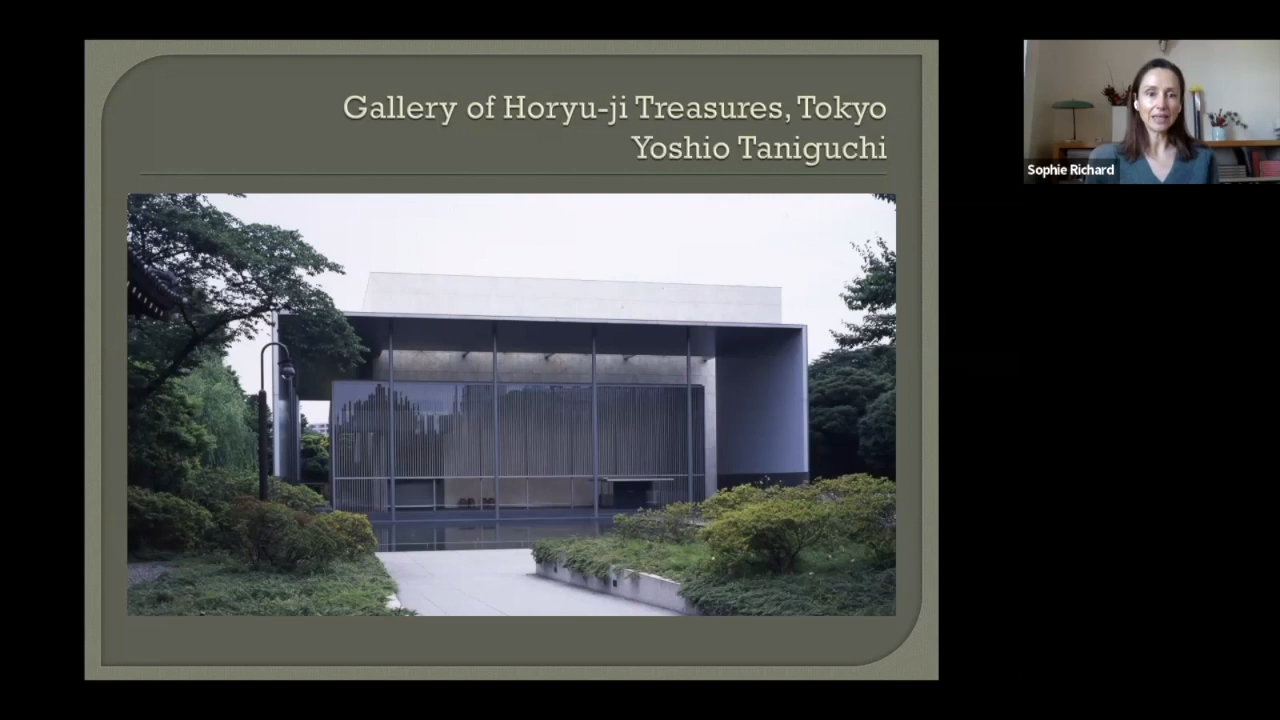 Gallery of Horyu-ji Treasures, Tokyo
Yoshio Taniguchi
Sophie Richard